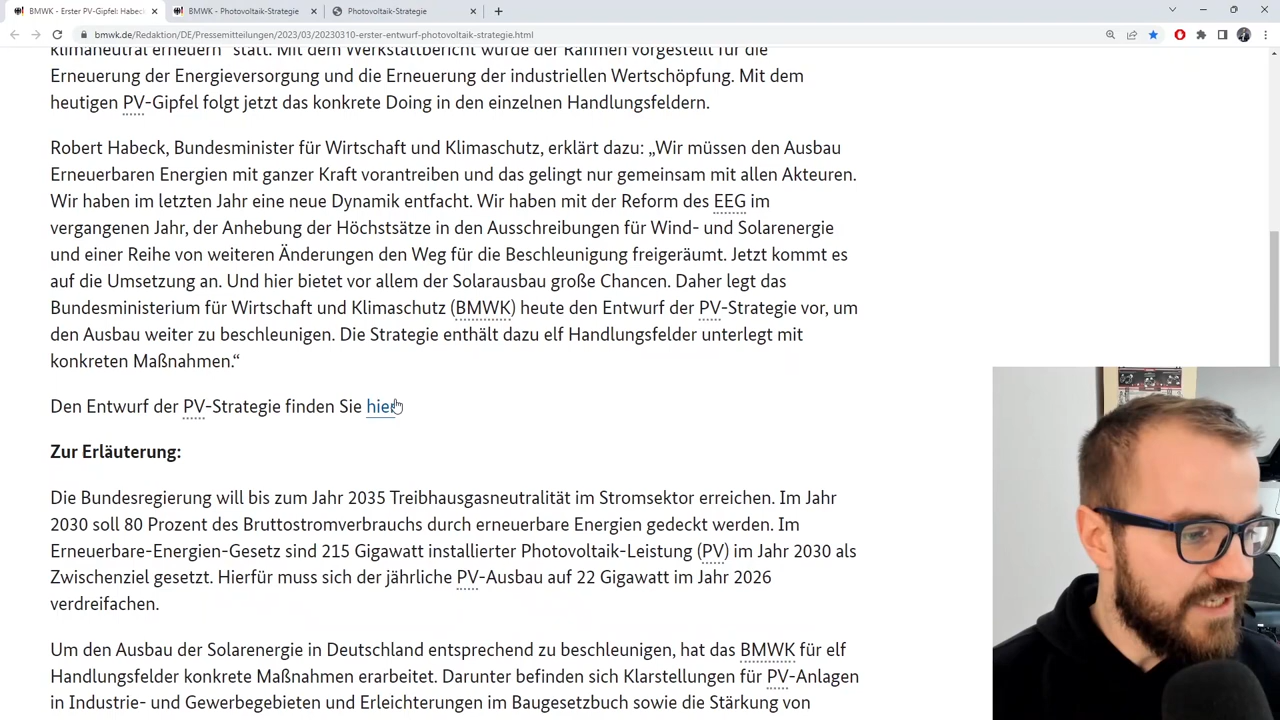 BMWK - Erster PV-Gipfel: Habeck
BMWK - Photovoltaik-Strategie
Photovoltaik-Strategie
bmwk.de/Redaktion/DE/Pressemitteilungen/2023/03/20230310-erster-entwurf-photovoltaik-strategie.html
klimaneutral erneuern“ statt. Mit dem Werkstattbericht wurde der Rahmen vorgestellt für die
Erneuerung der Energieversorgung und die Erneuerung der industriellen Wertschöpfung. Mit dem
heutigen PV-Gipfel folgt jetzt das konkrete Doing in den einzelnen Handlungsfeldern.
Robert Habeck, Bundesminister für Wirtschaft und Klimaschutz, erklärt dazu: „Wir müssen den Ausbau
Erneuerbaren Energien mit ganzer Kraft vorantreiben und das gelingt nur gemeinsam mit allen Akteuren.
Wir haben im letzten Jahr eine neue Dynamik entfacht. Wir haben mit der Reform des EEG im
vergangenen Jahr, der Anhebung der Höchstsätze in den Ausschreibungen für Wind- und Solarenergie
und einer Reihe von weiteren Änderungen den Weg für die Beschleunigung freigeräumt. Jetzt kommt es
auf die Umsetzung an. Und hier bietet vor allem der Solarausbau große Chancen. Daher legt das
Bundesministerium für Wirtschaft und Klimaschutz (BMWK) heute den Entwurf der PV-Strategie vor, um
den Ausbau weiter zu beschleunigen. Die Strategie enthält dazu elf Handlungsfelder unterlegt mit
konkreten Maßnahmen.“
Den Entwurf der PV-Strategie finden Sie hier
Zur Erläuterung:
Die Bundesregierung will bis zum Jahr 2035 Treibhausgasneutralität im Stromsektor erreichen. Im Jahr
2030 soll 80 Prozent des Bruttostromverbrauchs durch erneuerbare Energien gedeckt werden. Im
Erneuerbare-Energien-Gesetz sind 215 Gigawatt installierter Photovoltaik-Leistung (PV) im Jahr 2030 als
Zwischenziel gesetzt. Hierfür muss sich der jährliche PV-Ausbau auf 22 Gigawatt im Jahr 2026
verdreifachen.
Um den Ausbau der Solarenergie in Deutschland entsprechend zu beschleunigen, hat das BMWK für elf
Handlungsfelder konkrete Maßnahmen erarbeitet. Darunter befinden sich Klarstellungen für PV-Anlagen
in Industrie- und Gewerbegebieten und Erleichterungen im Baugesetzbuch sowie die Stärkung von